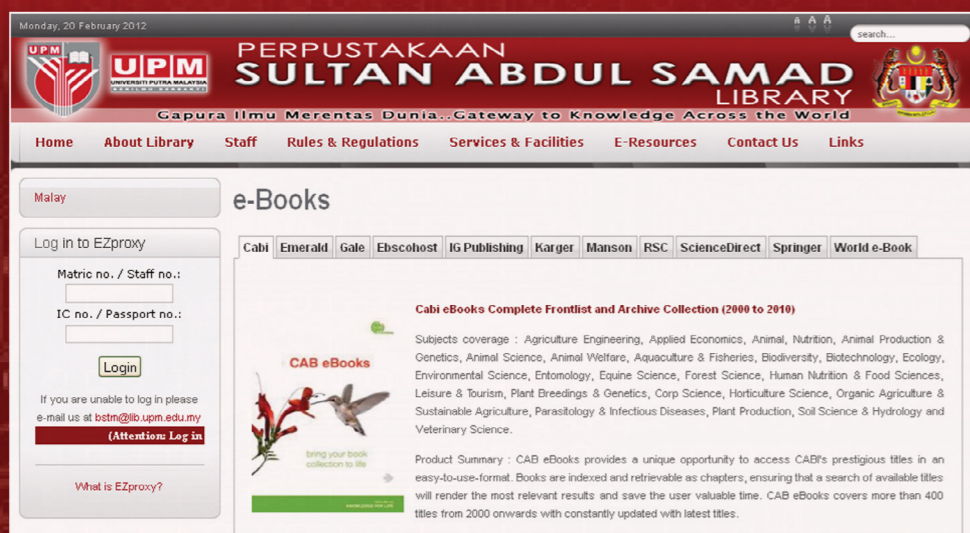 Monday, 20 February 2012
A A A
search...
UPM
UPM
UNIVERSITI PUTRA MALAYSIA
BERILMU BERBAKTI
PERPUSTAKAAN
SULTAN ABDUL SAMAD
LIBRARY
Gapura Ilmu Merentas Dunia..Gateway to Knowledge Across the World
Home About Library Staff Rules & Regulations Services & Facilities E-Resources Contact Us Links
Malay
Log in to EZproxy
Matric no. / Staff no.:
IC no. / Passport no.:
Login
If you are unable to log in please
e-mail us at bstm@lib.upm.edu.my
(Attention: Log in
What is EZproxy?
e-Books
Cabi Emerald Gale Ebscohost IG Publishing Karger Manson RSC ScienceDirect Springer World e-Book
CAB eBooks
bring your book
collection to life
KNOWLEDGE FOR LIFE
Cabi eBooks Complete Frontlist and Archive Collection (2000 to 2010)
Subjects coverage : Agriculture Engineering, Applied Economics, Animal, Nutrition, Animal Production &
Genetics, Animal Science, Animal Welfare, Aquaculture & Fisheries, Biodiversity, Biotechnology, Ecology,
Environmental Science, Entomology, Equine Science, Forest Science, Human Nutrition & Food Sciences,
Leisure & Tourism, Plant Breedings & Genetics, Corp Science, Horticulture Science, Organic Agriculture &
Sustainable Agriculture, Parasitology & Infectious Diseases, Plant Production, Soil Science & Hydrology and
Veterinary Science.
Product Summary : CAB eBooks provides a unique opportunity to access CABI's prestigious titles in an
easy-to-use-format. Books are indexed and retrievable as chapters, ensuring that a search of available titles
will render the most relevant results and save the user valuable time. CAB eBooks covers more than 400
titles from 2000 onwards with constantly updated with latest titles.